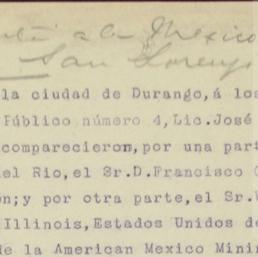 a la Mexico
San Lorenzo
la ciudad de Durango, á los
Público número 4, Lic. José
comparecieron, por una part
el Rio, el Sr. D. Francisco
n; y por otra parte, el Sr.
Illinois, Estados Unidos de
de la American Mexico Mini